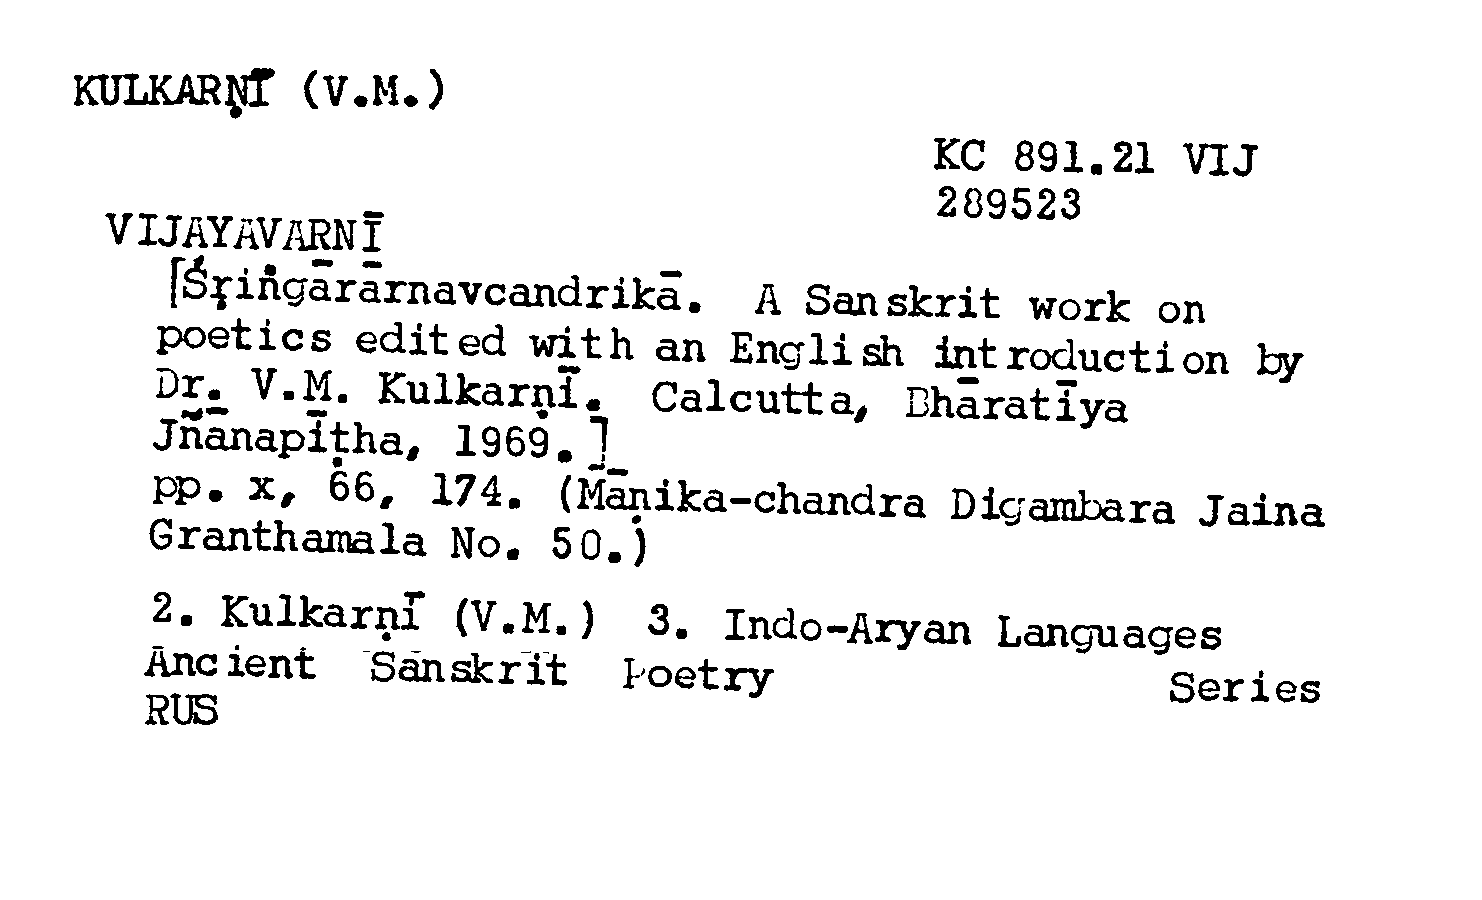 KULKARṆĪ (V.M.)
KC 891.21 VIJ
289523
VIJAYAVARNĪ
[Śṛiṅgārārnavcandrikā. A Sanskrit work on
poetics edited with an English introduction by
Dr. V.M. Kulkarṇī. Calcutta, Bhāratīya
Jñānapīṭha, 1969.]
pp. x, 66, 174. (Māṇika-chandra Digambara Jaina
Granthamala No. 50.)
2. Kulkarṇī (V.M.) 3. Indo-Aryan Languages
Ancient Sanskrit Poetry Series
RUS